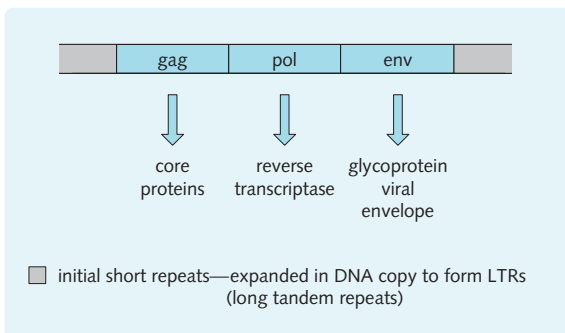 gag pol env
core proteins
reverse transcriptase
glycoprotein viral envelope
initial short repeats—expanded in DNA copy to form LTRs
(long tandem repeats)